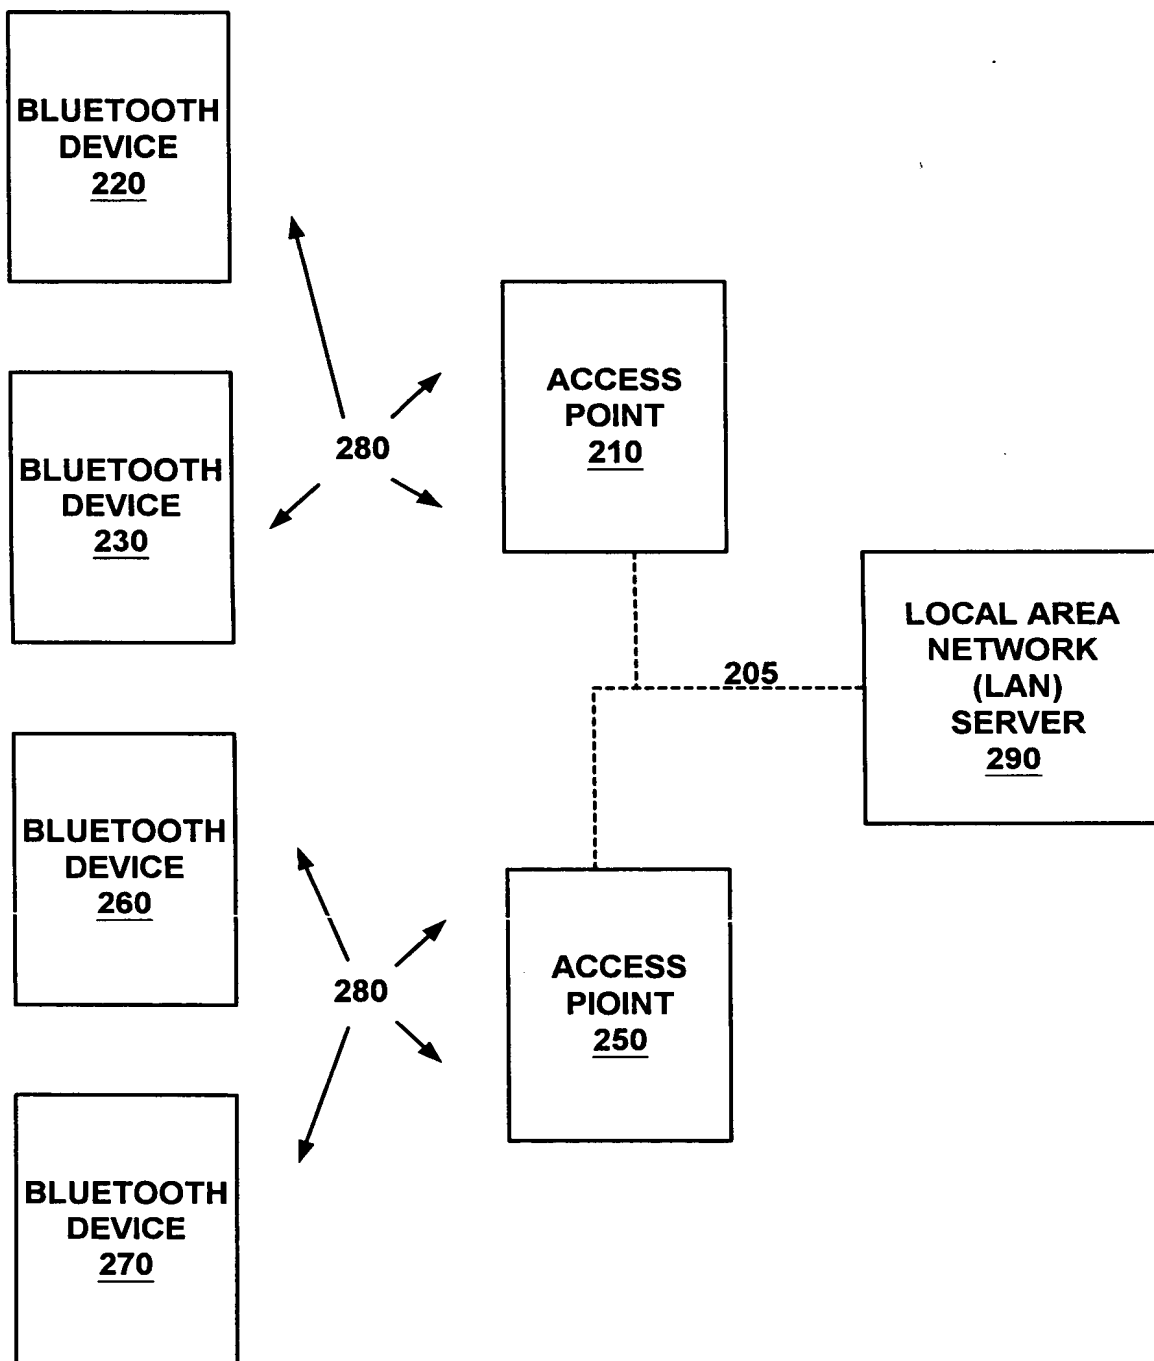 BLUETOOTH
DEVICE
220
BLUETOOTH
DEVICE
230
280
ACCESS
POINT
210
205
LOCAL AREA
NETWORK
(LAN)
SERVER
290
BLUETOOTH
DEVICE
260
280
ACCESS
PIOINT
250
BLUETOOTH
DEVICE
270